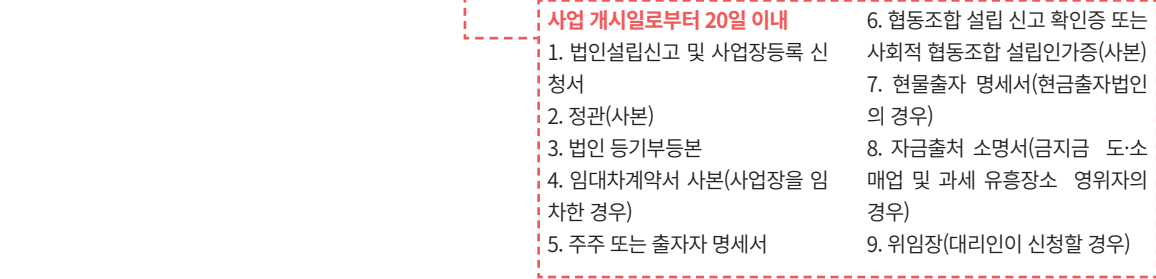 사업 개시일로부터 20일 이내
1. 법인설립신고 및 사업장등록 신
청서
2. 정관(사본)
3. 법인 등기부등본
4. 임대차계약서 사본(사업장을 임
차한 경우)
5. 주주 또는 출자자 명세서
6. 협동조합 설립 신고 확인증 또는
사회적 협동조합 설립인가증(사본)
7. 현물출자 명세서(현금출자법인
의 경우)
8. 자금출처 소명서(금지금 도·소
매업 및 과세 유흥장소 영위자의
경우)
9. 위임장(대리인이 신청할 경우)